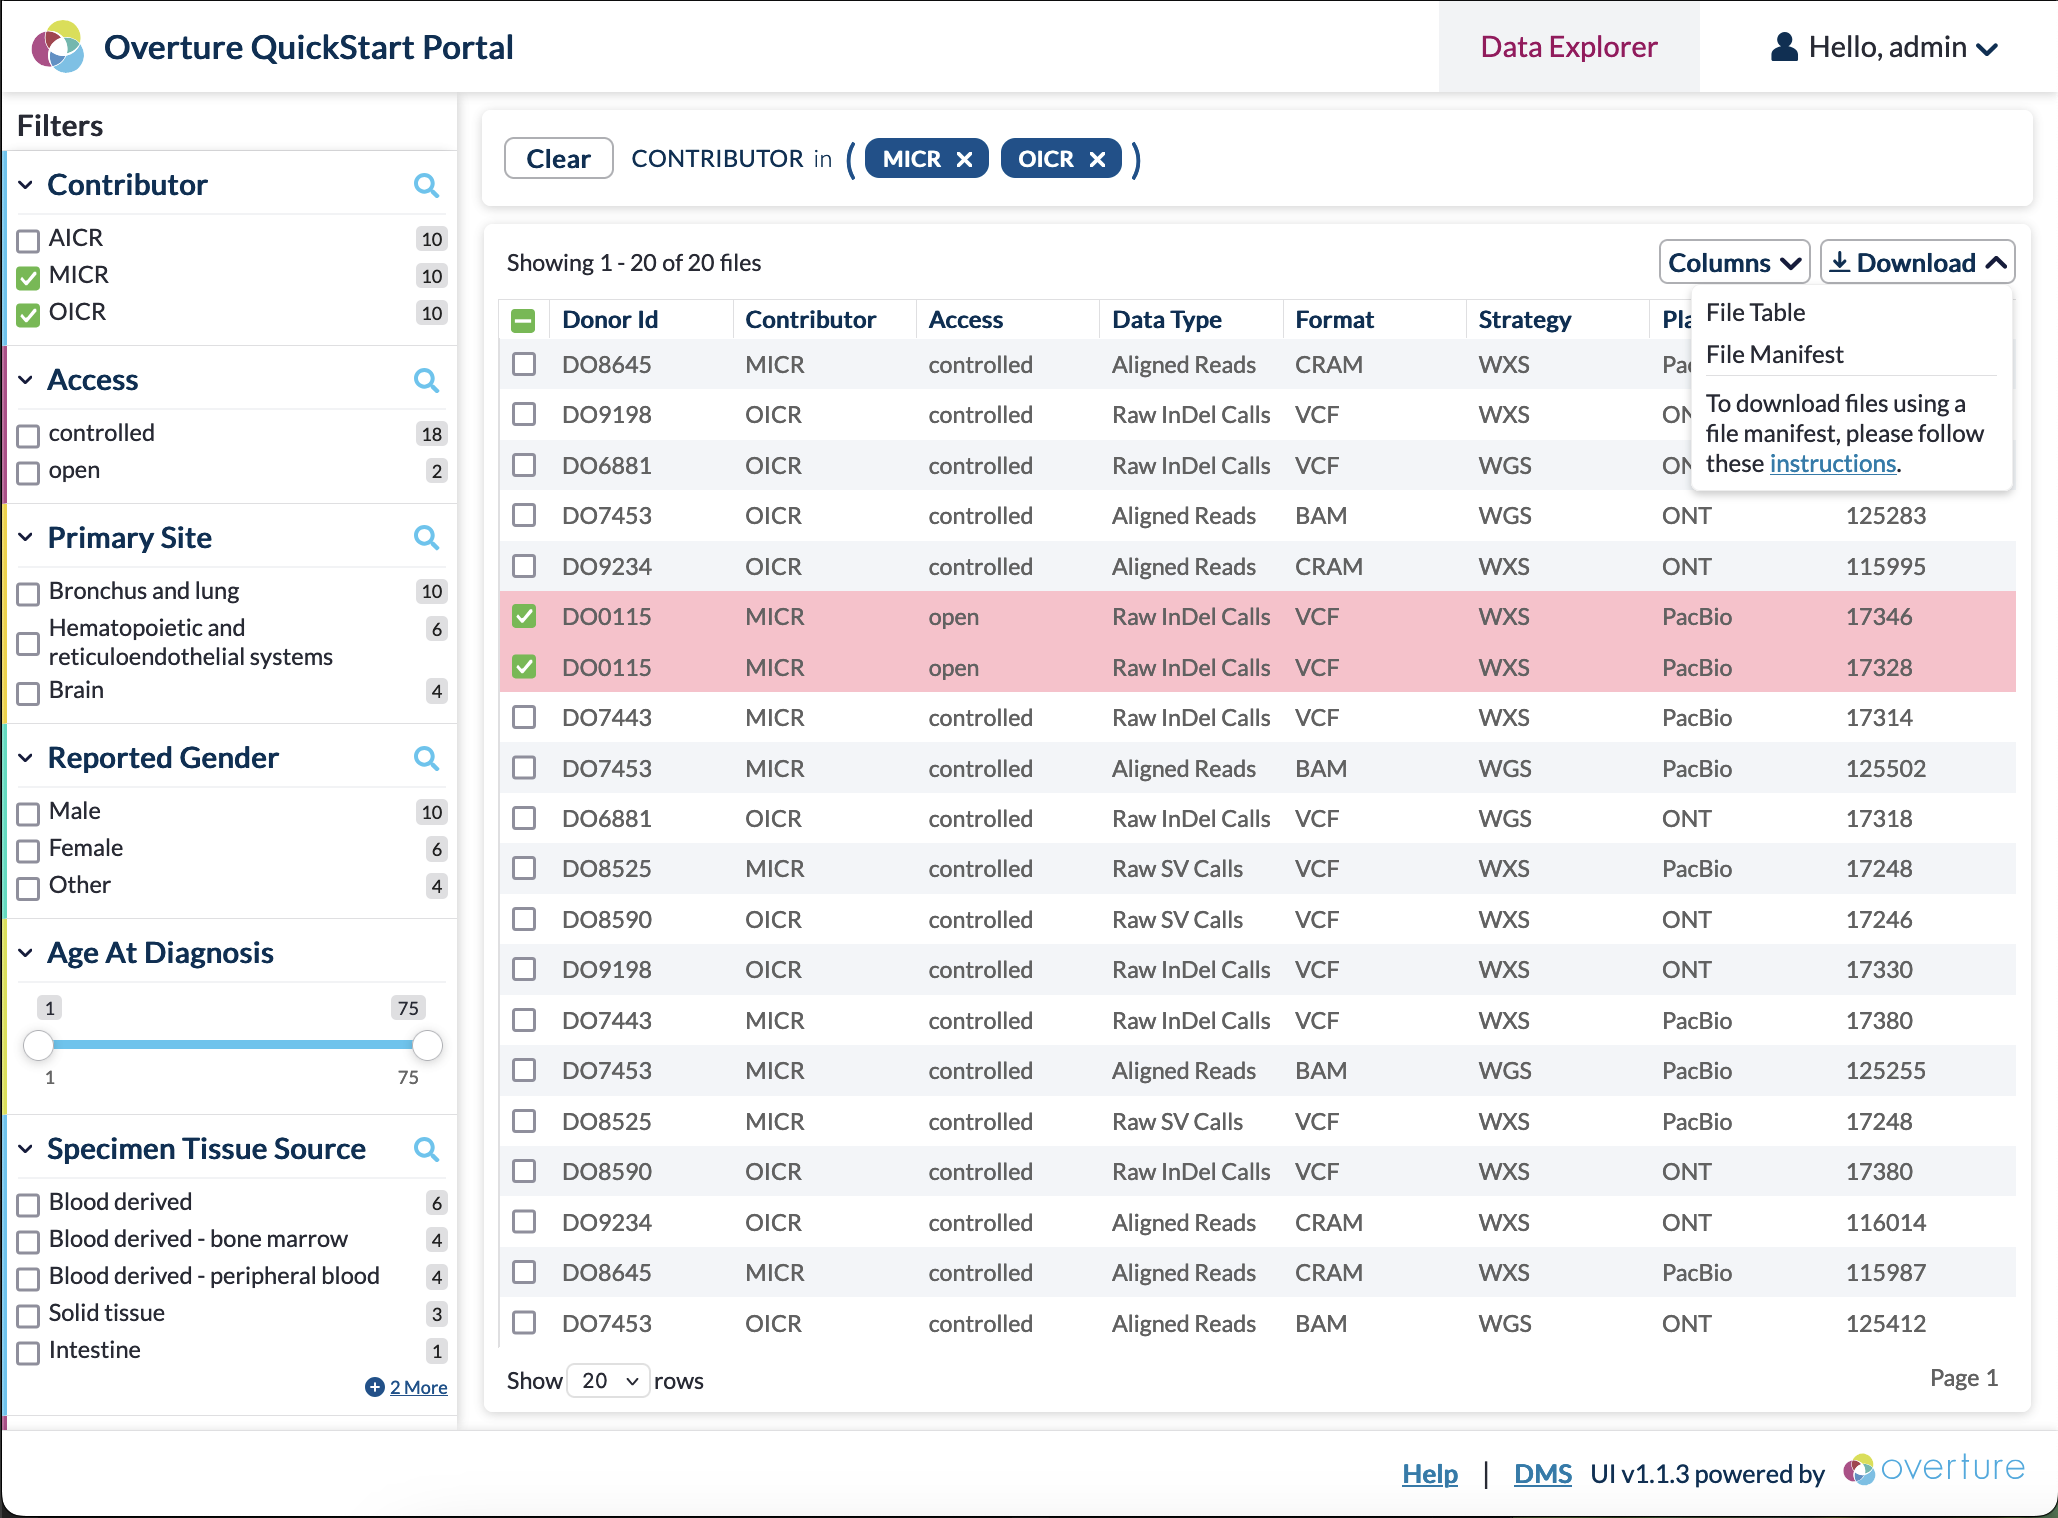 Overture QuickStart Portal
Data Explorer
Hello, admin
Filters
Contributor
AICR 10
MICR 10
OICR 10
Access
controlled 18
open 2
Primary Site
Bronchus and lung 10
Hematopoietic and 6
reticuloendothelial systems
Brain 4
Reported Gender
Male 10
Female 6
Other 4
Age At Diagnosis
1 75
1 75
Specimen Tissue Source
Blood derived 6
Blood derived - bone marrow 4
Blood derived - peripheral blood 4
Solid tissue 3
Intestine 1
2 More
Clear CONTRIBUTOR in ( MICR OICR )
Showing 1 - 20 of 20 files
Columns Download
File Table
File Manifest
To download files using a
file manifest, please follow
these instructions.
Donor Id Contributor Access Data Type Format Strategy
DO8645 MICR controlled Aligned Reads CRAM WXS
DO9198 OICR controlled Raw InDel Calls VCF WXS
DO6881 OICR controlled Raw InDel Calls VCF WGS
DO7453 OICR controlled Aligned Reads BAM WGS ONT 125283
DO9234 OICR controlled Aligned Reads CRAM WXS ONT 115995
DO0115 MICR open Raw InDel Calls VCF WXS PacBio 17346
DO0115 MICR open Raw InDel Calls VCF WXS PacBio 17328
DO7443 MICR controlled Raw InDel Calls VCF WXS PacBio 17314
DO7453 MICR controlled Aligned Reads BAM WGS PacBio 125502
DO6881 OICR controlled Raw InDel Calls VCF WGS ONT 17318
DO8525 MICR controlled Raw SV Calls VCF WXS PacBio 17248
DO8590 OICR controlled Raw SV Calls VCF WXS ONT 17246
DO9198 OICR controlled Raw InDel Calls VCF WXS ONT 17330
DO7443 MICR controlled Raw InDel Calls VCF WXS PacBio 17380
DO7453 MICR controlled Aligned Reads BAM WGS PacBio 125255
DO8525 MICR controlled Raw SV Calls VCF WXS PacBio 17248
DO8590 OICR controlled Raw InDel Calls VCF WXS ONT 17380
DO9234 OICR controlled Aligned Reads CRAM WXS ONT 116014
DO8645 MICR controlled Aligned Reads CRAM WXS PacBio 115987
DO7453 OICR controlled Aligned Reads BAM WGS ONT 125412
Show 20 rows
Page 1
Help | DMS UI v1.1.3 powered by overture